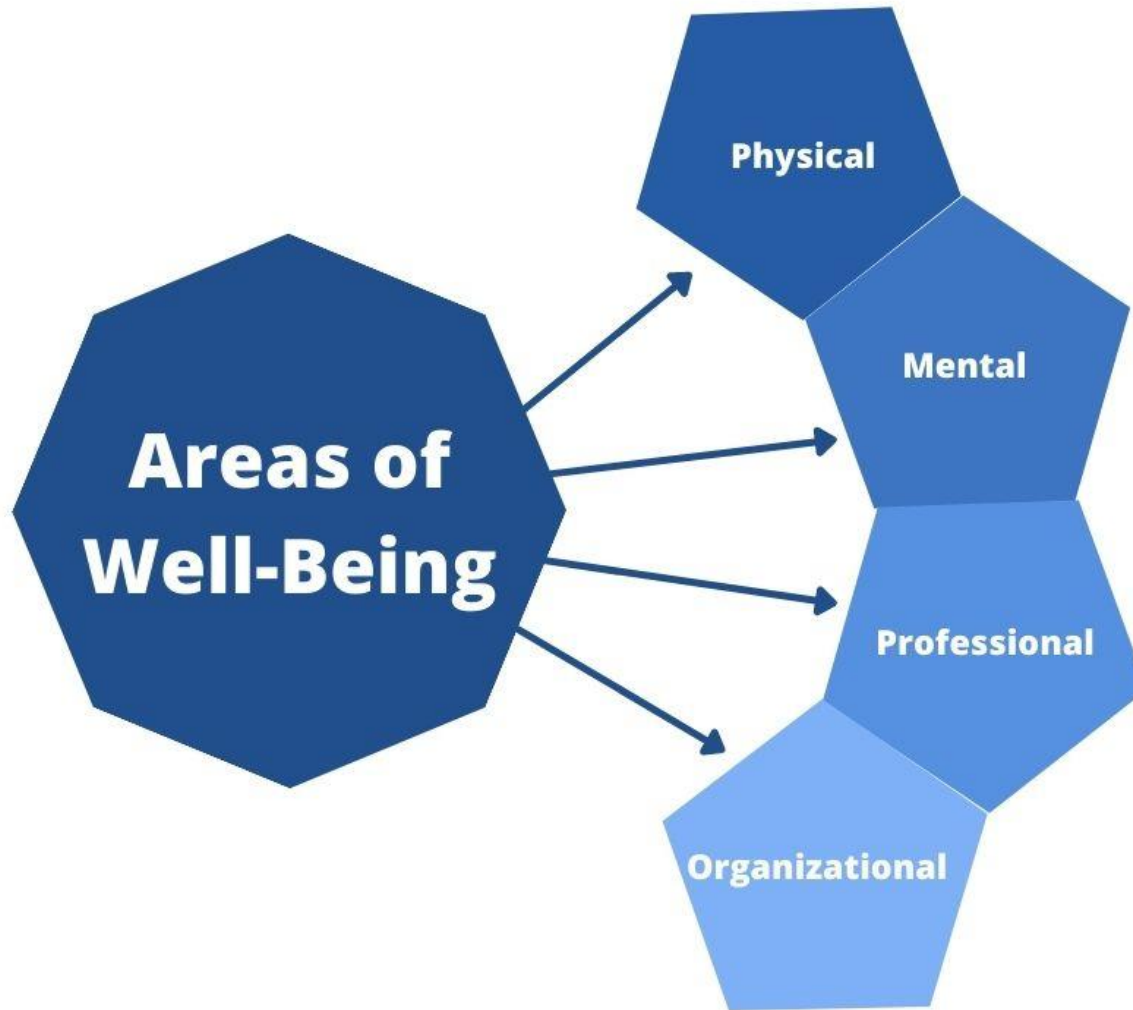 Physical
Mental
Areas of
Well-Being
Professional
Organizational